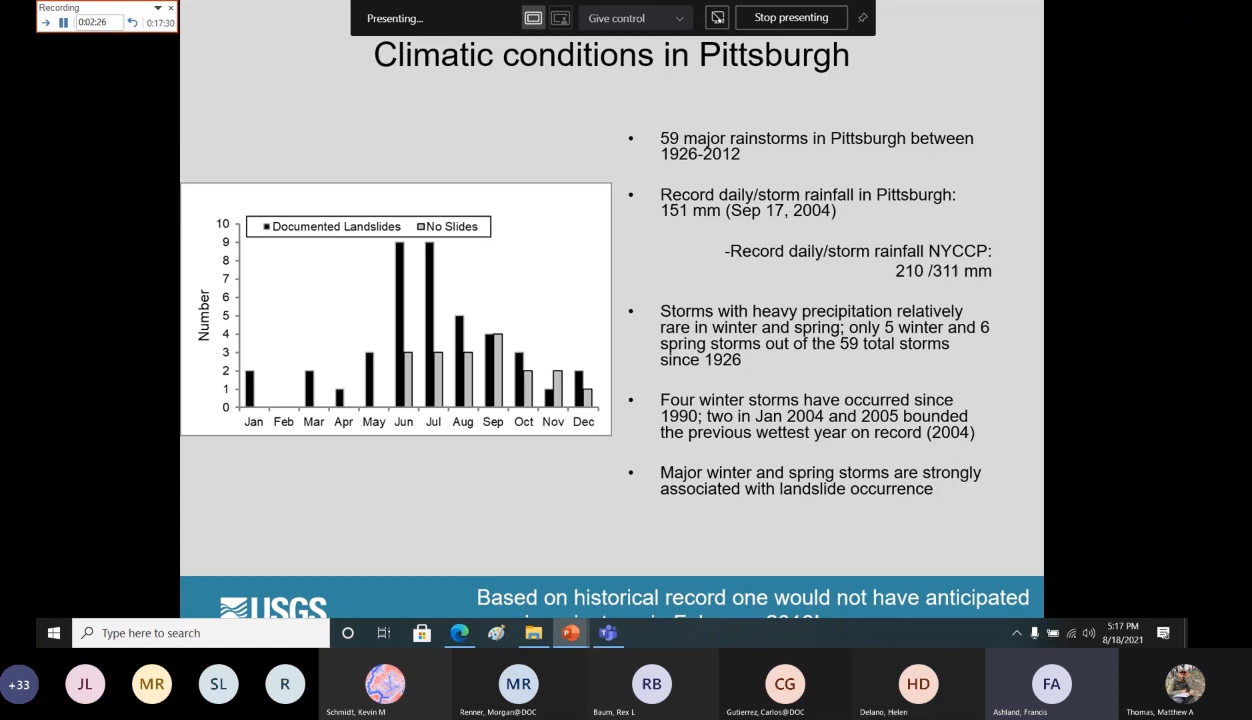 Recording
0:02:26
0:17:30
Presenting...
Give control
Stop presenting
Climatic conditions in Pittsburgh
• 59 major rainstorms in Pittsburgh between
1926-2012
• Record daily/storm rainfall in Pittsburgh:
151 mm (Sep 17, 2004)
-Record daily/storm rainfall NYCCP:
210 /311 mm
• Storms with heavy precipitation relatively
rare in winter and spring; only 5 winter and 6
spring storms out of the 59 total storms
since 1926
• Four winter storms have occurred since
1990; two in Jan 2004 and 2005 bounded
the previous wettest year on record (2004)
• Major winter and spring storms are strongly
associated with landslide occurrence
Documented Landslides No Slides
Number
10
9
8
7
6
5
4
3
2
1
0
Jan Feb Mar Apr May Jun Jul Aug Sep Oct Nov Dec
USGS
Based on historical record one would not have anticipated
Type here to search
5:17 PM
8/18/2021
+33
JL
MR
SL
R
MR
RB
CG
HD
FA
Schmidt, Kevin M
Renner, Morgan@DOC
Baum, Rex L
Gutierrez, Carlos@DOC
Delano, Helen
Ashland, Francis
Thomas, Matthew A